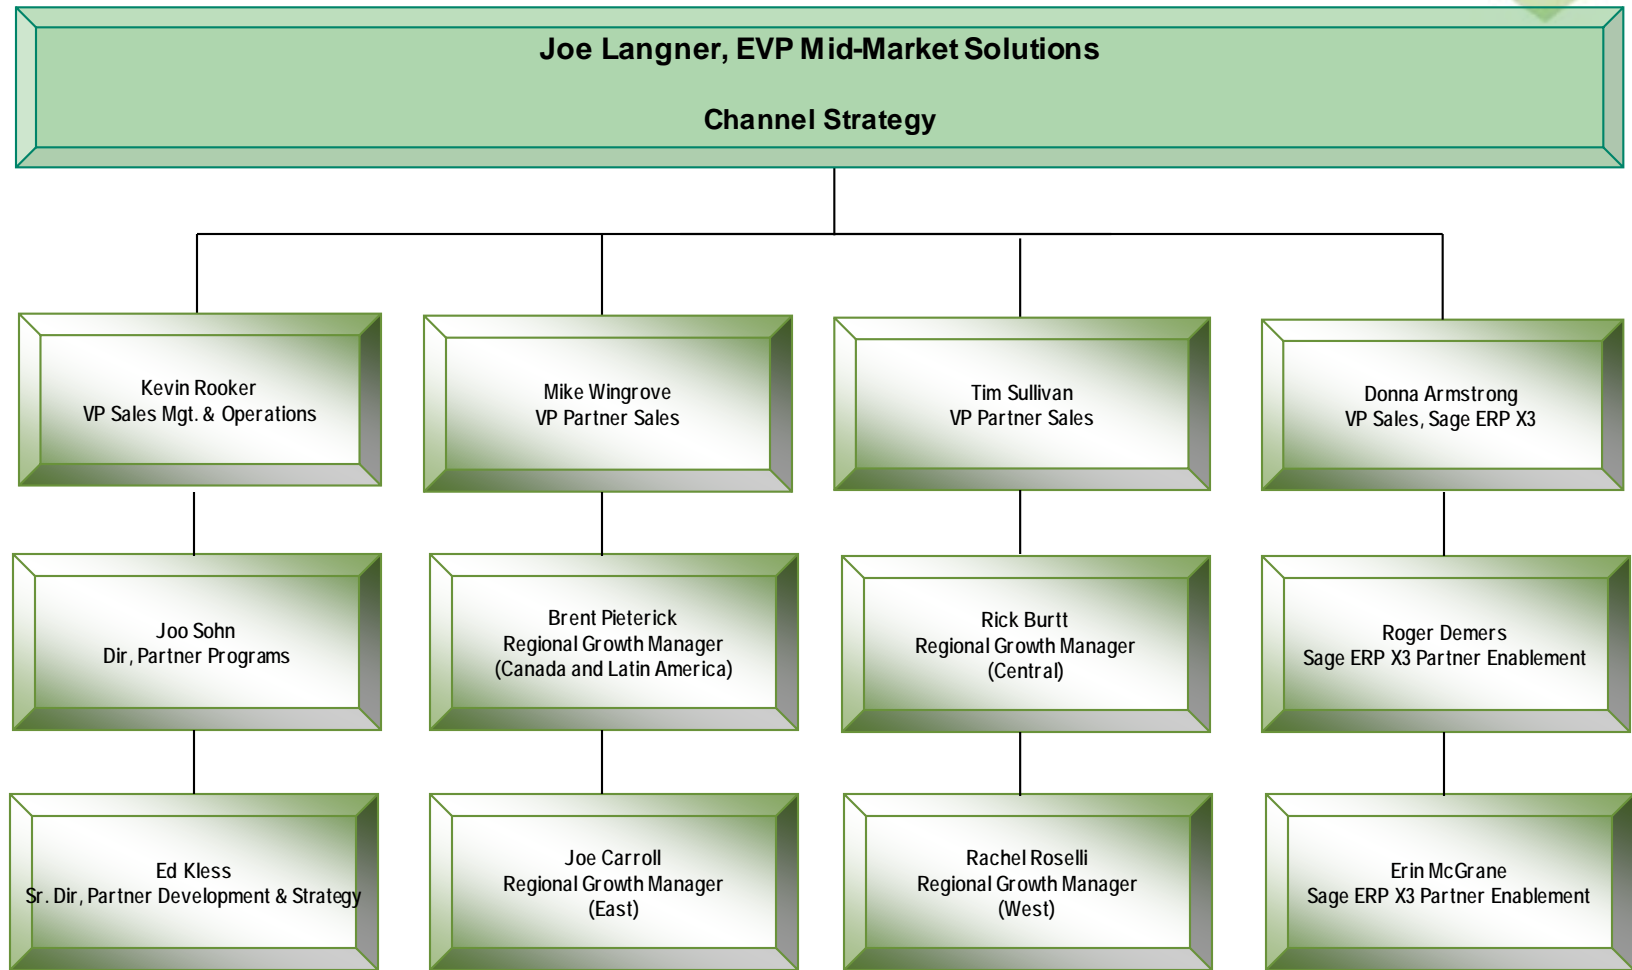 Joe Langner, EVP Mid-Market Solutions
Channel Strategy
Kevin Rooker
VP Sales Mgt. & Operations
Mike Wingrove
VP Partner Sales
Tim Sullivan
VP Partner Sales
Donna Armstrong
VP Sales, Sage ERP X3
Joo Sohn
Dir, Partner Programs
Brent Pieterick
Regional Growth Manager
(Canada and Latin America)
Rick Burtt
Regional Growth Manager
(Central)
Roger Demers
Sage ERP X3 Partner Enablement
Ed Kless
Sr. Dir, Partner Development & Strategy
Joe Carroll
Regional Growth Manager
(East)
Rachel Roselli
Regional Growth Manager
(West)
Erin McGrane
Sage ERP X3 Partner Enablement